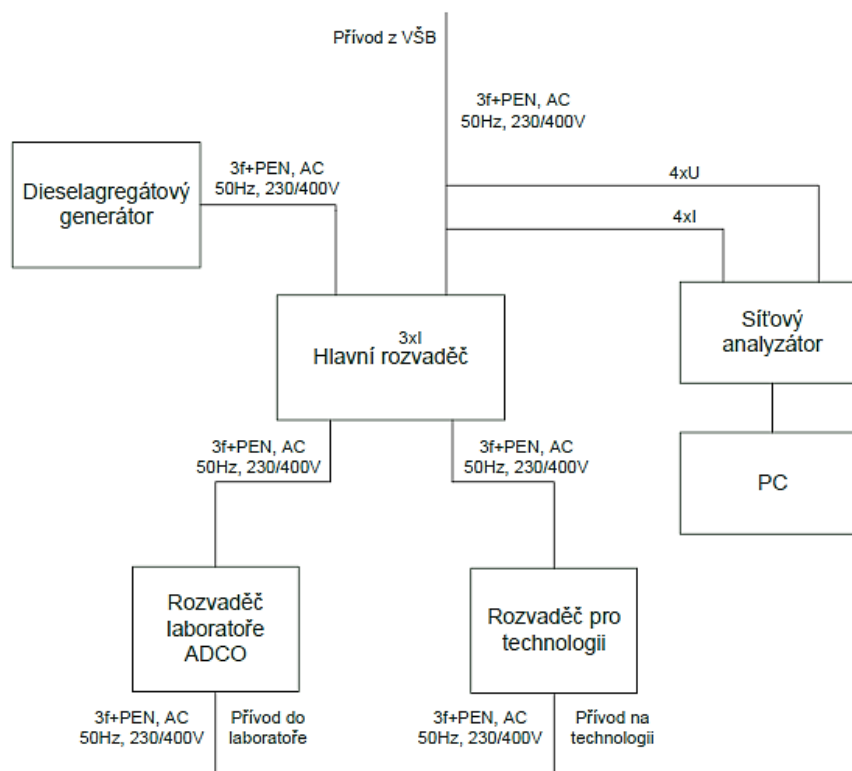 Přívod z VŠB
3f+PEN, AC
50Hz, 230/400V
3f+PEN, AC
50Hz, 230/400V
Dieselagregátový
generátor
4xU
4xI
3xI
Hlavní rozvaděč
Síťový
analyzátor
3f+PEN, AC
50Hz, 230/400V
3f+PEN, AC
50Hz, 230/400V
PC
Rozvaděč
laboratoře
ADCO
Rozvaděč pro
technologii
3f+PEN, AC
50Hz, 230/400V
Přívod do
laboratoře
3f+PEN, AC
50Hz, 230/400V
Přívod na
technologii